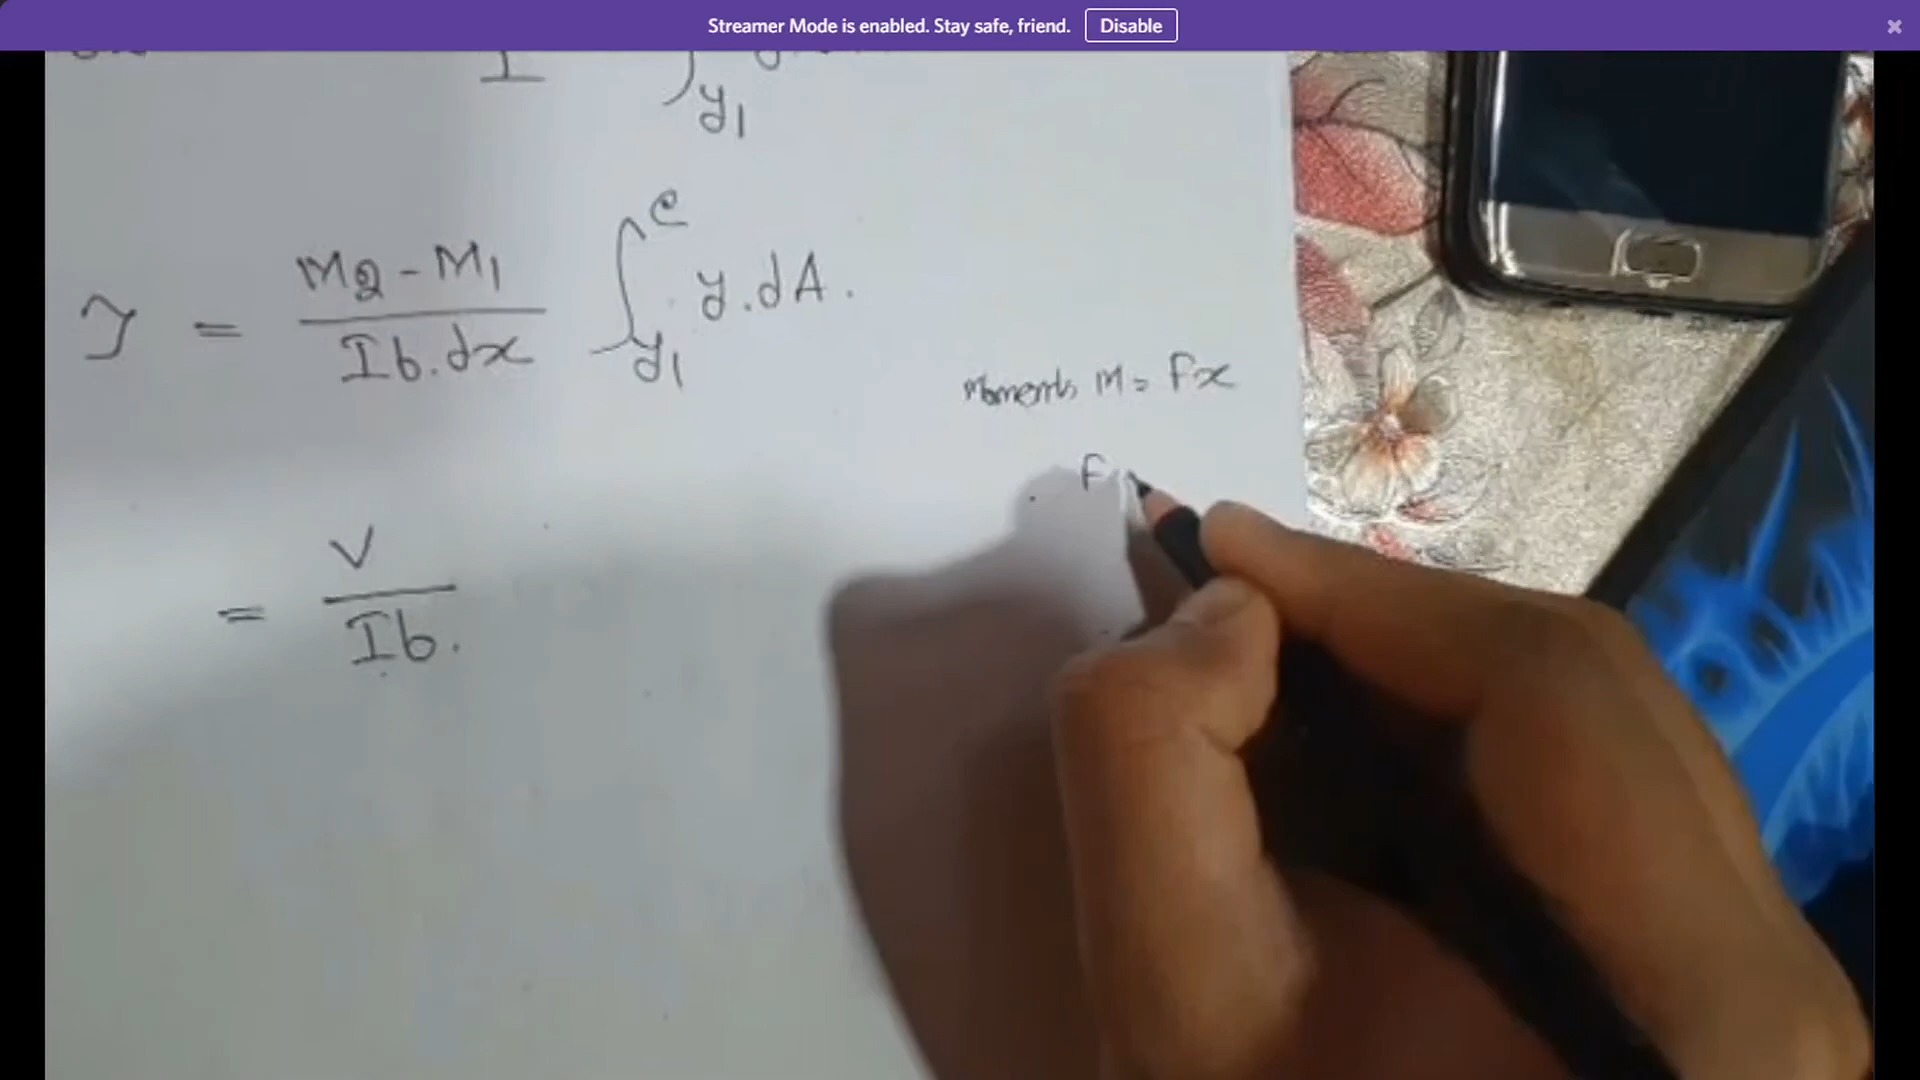 Streamer Mode is enabled. Stay safe, friend. Disable
I y1
τ = M2 - M1 / Ib.dx ∫ e y1 y.dA.
Moments M = Fx
F
= V / Ib.